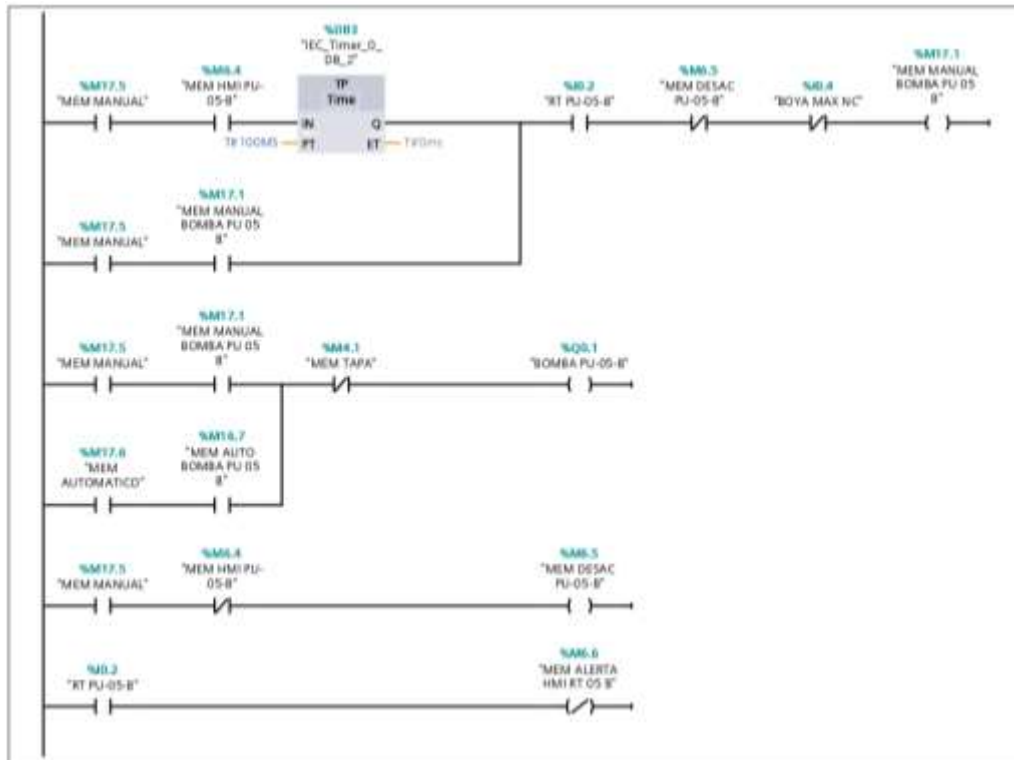 %DB3
"IEC_Timer_0_
DB_2"
TP
Time
IN
Q
T#100MS
PT
ET
T#0ms
%M17.5
"MEM MANUAL"
%M6.4
"MEM HMI PU-
05-B"
%I0.2
"RT PU-05-B"
%M6.5
"MEM DESAC
PU-05-B"
%I0.4
"BOYA MAX NC"
%M17.1
"MEM MANUAL
BOMBA PU 05
B"
%M17.5
"MEM MANUAL"
%M17.1
"MEM MANUAL
BOMBA PU 05
B"
%M17.5
"MEM MANUAL"
%M17.1
"MEM MANUAL
BOMBA PU 05
B"
%M4.1
"MEM TAPA"
%Q0.1
"BOMBA PU-05-B"
%M17.6
"MEM
AUTOMATICO"
%M16.7
"MEM AUTO
BOMBA PU 05
B"
%M17.5
"MEM MANUAL"
%M6.4
"MEM HMI PU-
05-B"
%M6.5
"MEM DESAC
PU-05-B"
%I0.2
"RT PU-05-B"
%M6.6
"MEM ALERTA
HMI RT 05 B"